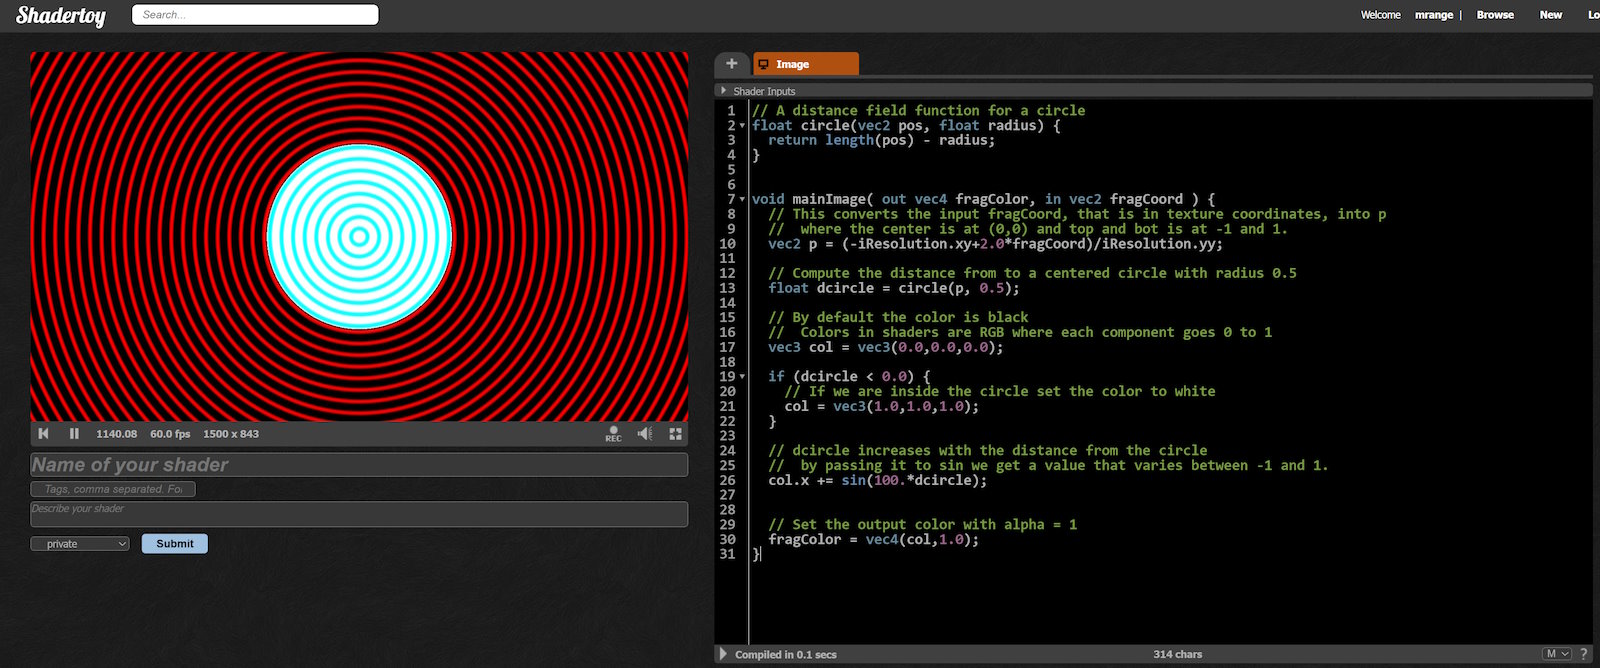 Shadertoy
Search...
Welcome mrange | Browse New Lo
+ Image
Shader Inputs
1 // A distance field function for a circle
2 float circle(vec2 pos, float radius) {
3 return length(pos) - radius;
4 }
5
6
7 void mainImage( out vec4 fragColor, in vec2 fragCoord ) {
8 // This converts the input fragCoord, that is in texture coordinates, into p
9 //  where the center is at (0,0) and top and bot is at -1 and 1.
10 vec2 p = (-iResolution.xy+2.0*fragCoord)/iResolution.yy;
11
12 // Compute the distance from to a centered circle with radius 0.5
13 float dcircle = circle(p, 0.5);
14
15 // By default the color is black
16 //  Colors in shaders are RGB where each component goes 0 to 1
17 vec3 col = vec3(0.0,0.0,0.0);
18
19 if (dcircle < 0.0) {
20 // If we are inside the circle set the color to white
21 col = vec3(1.0,1.0,1.0);
22 }
23
24 // dcircle increases with the distance from the circle
25 //  by passing it to sin we get a value that varies between -1 and 1.
26 col.x += sin(100.*dcircle);
27
28
29 // Set the output color with alpha = 1
30 fragColor = vec4(col,1.0);
31 }
1140.08 60.0 fps 1500 x 843 REC
Name of your shader
Tags, comma separated. For
Describe your shader
private Submit
Compiled in 0.1 secs 314 chars M ?